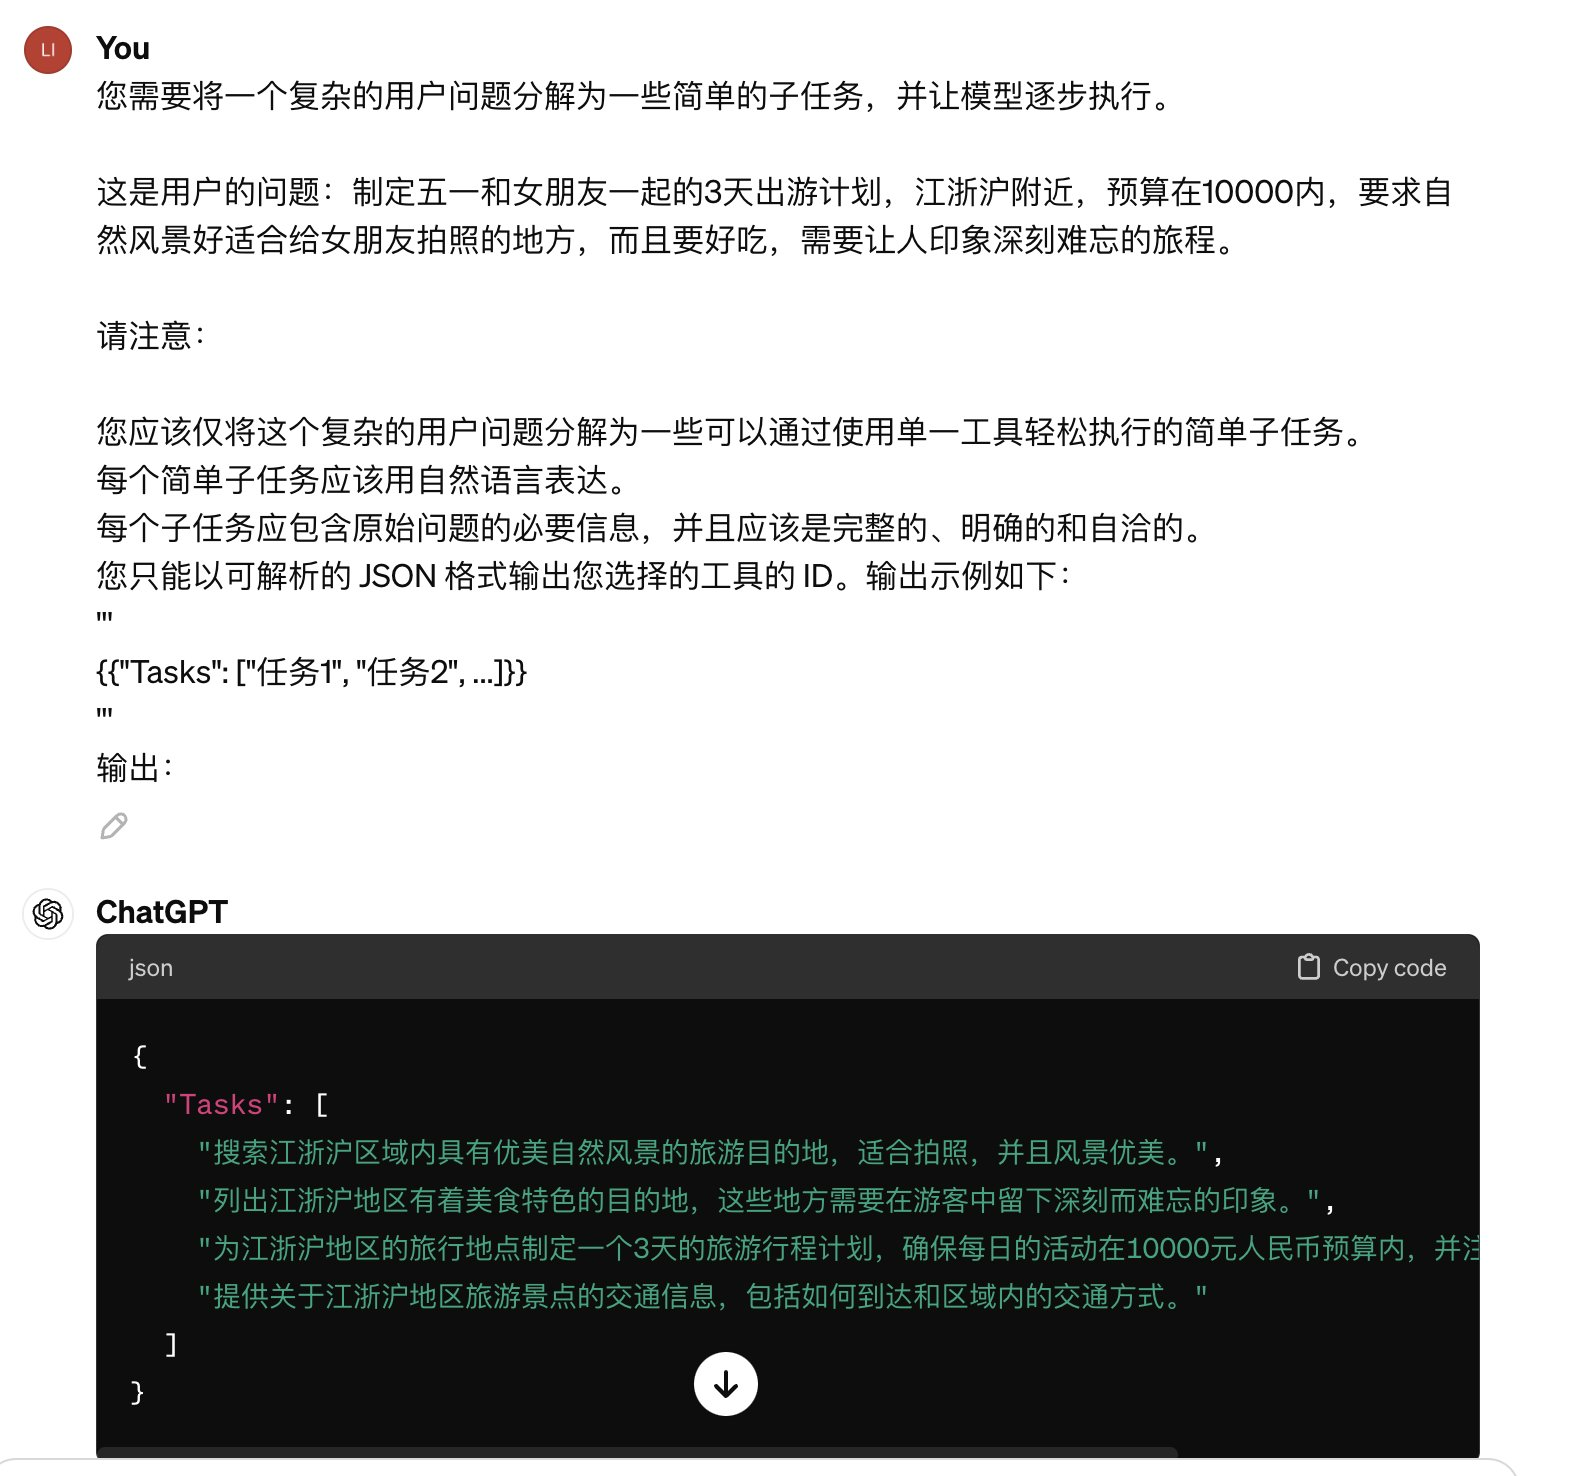 LI
You
您需要将一个复杂的用户问题分解为一些简单的子任务，并让模型逐步执行。
这是用户的问题：制定五一和女朋友一起的3天出游计划，江浙沪附近，预算在10000内，要求自
然风景好适合给女朋友拍照的地方，而且要好吃，需要让人印象深刻难忘的旅程。
请注意：
您应该仅将这个复杂的用户问题分解为一些可以通过使用单一工具轻松执行的简单子任务。
每个简单子任务应该用自然语言表达。
每个子任务应包含原始问题的必要信息，并且应该是完整的、明确的和自洽的。
您只能以可解析的 JSON 格式输出您选择的工具的 ID。输出示例如下：
'''
{{"Tasks": ["任务1", "任务2", ...]}}
'''
输出：
ChatGPT
json
Copy code
{
"Tasks": [
"搜索江浙沪区域内具有优美自然风景的旅游目的地，适合拍照，并且风景优美。",
"列出江浙沪地区有着美食特色的目的地，这些地方需要在游客中留下深刻而难忘的印象。",
"为江浙沪地区的旅行地点制定一个3天的旅游行程计划，确保每日的活动在10000元人民币预算内，并注
"提供关于江浙沪地区旅游景点的交通信息，包括如何到达和区域内的交通方式。"
]
}